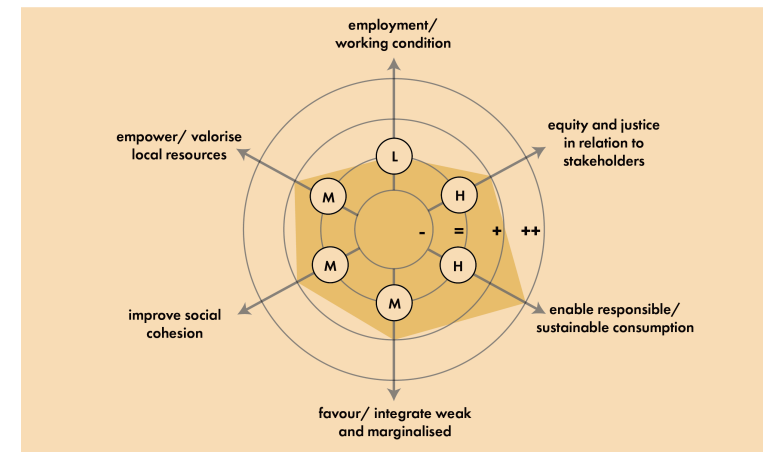 employment/
working condition
equity and justice
in relation to
stakeholders
empower/ valorise
local resources
L
M
H
- = + ++
M
H
M
improve social
cohesion
enable responsible/
sustainable consumption
favour/ integrate weak
and marginalised